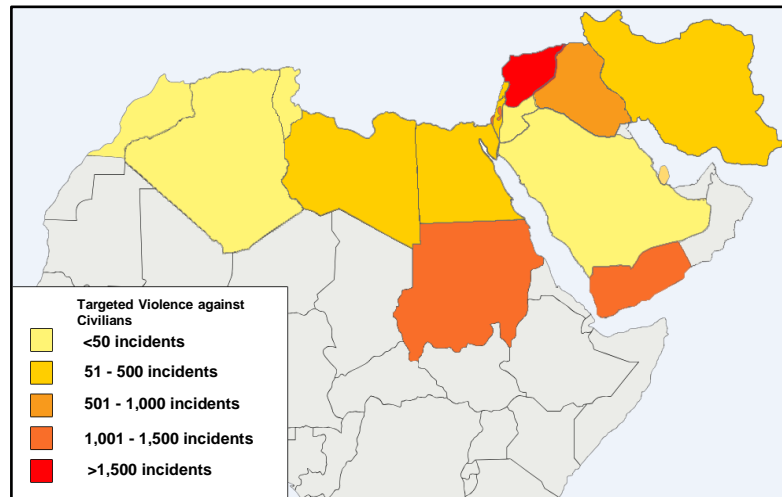 Targeted Violence against
Civilians
<50 incidents
51 - 500 incidents
501 - 1,000 incidents
1,001 - 1,500 incidents
>1,500 incidents